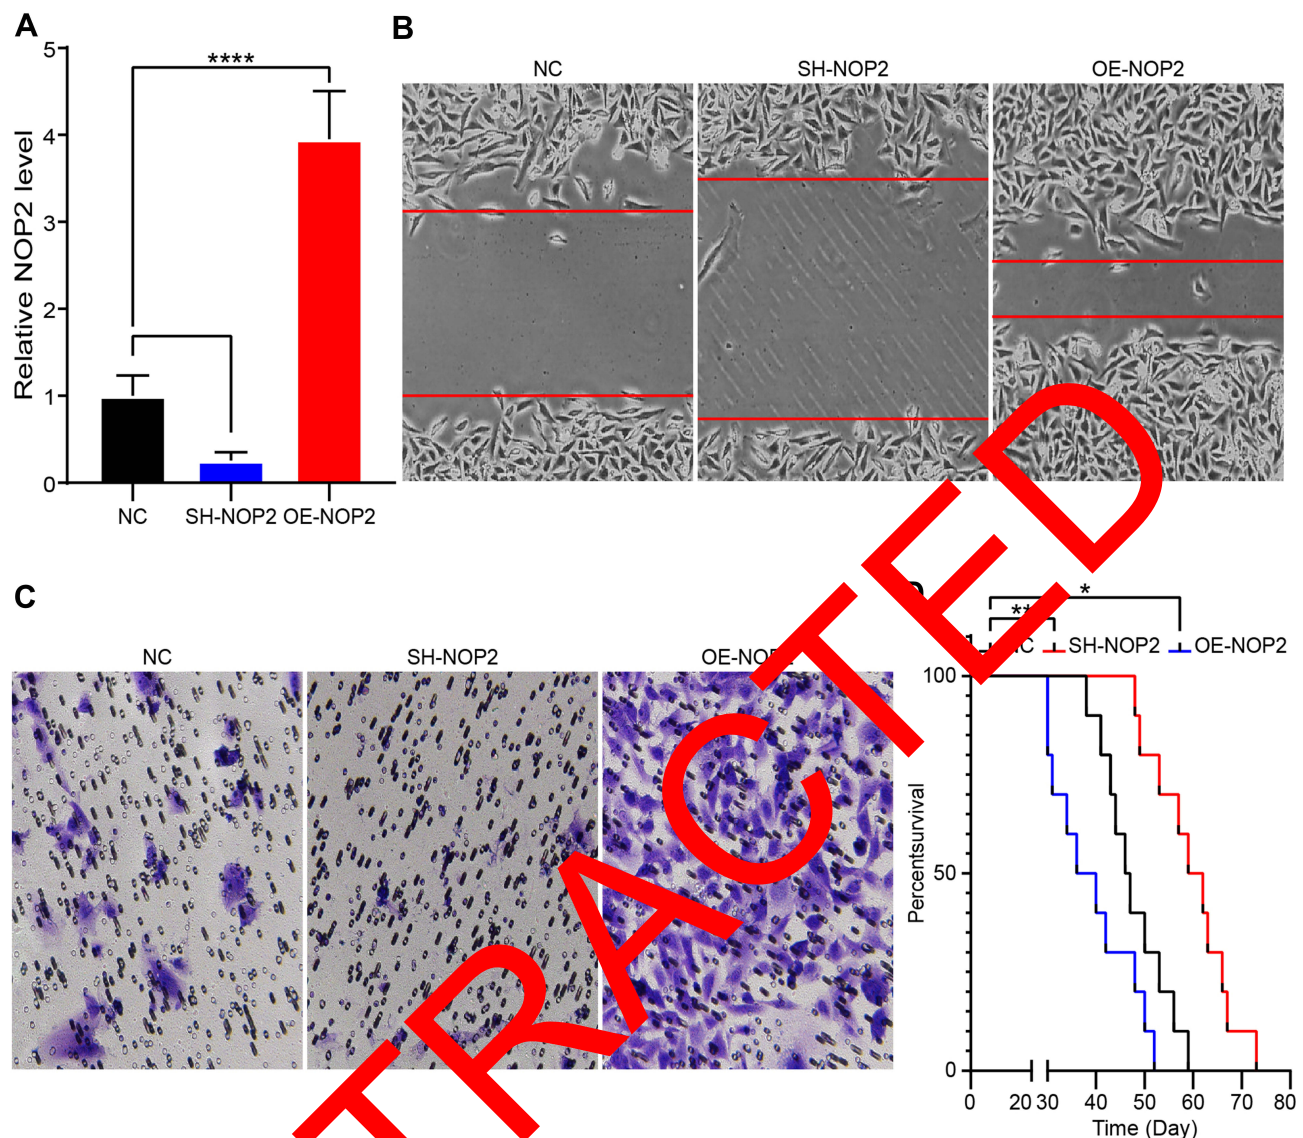 A
5
4
3
2
1
0
Relative NOP2 level
****
NC
SH-NOP2
OE-NOP2
B
NC
SH-NOP2
OE-NOP2
C
NC
SH-NOP2
*
NC
SH-NOP2
OE-NOP2
100
50
0
Percentsurvival
0
20
30
40
50
60
70
80
Time (Day)
TRACTED